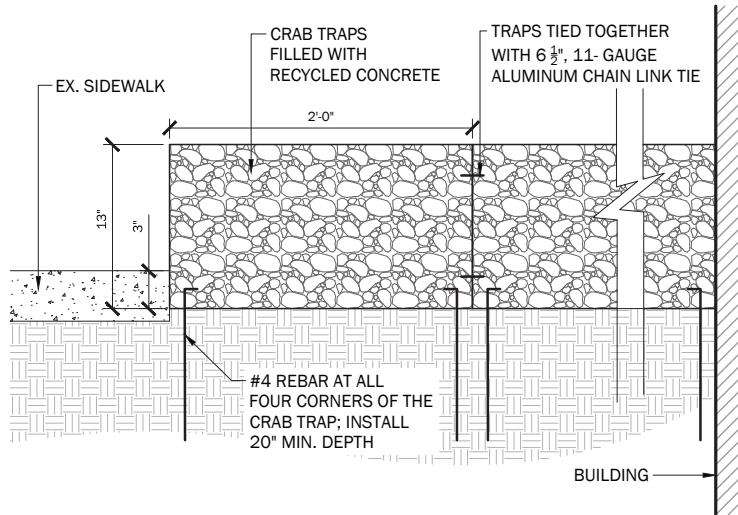 CRAB TRAPS
FILLED WITH
RECYCLED CONCRETE
TRAPS TIED TOGETHER
WITH 6 1/2", 11- GAUGE
ALUMINUM CHAIN LINK TIE
EX. SIDEWALK
2'-0"
13"
3"
#4 REBAR AT ALL
FOUR CORNERS OF THE
CRAB TRAP; INSTALL
20" MIN. DEPTH
BUILDING